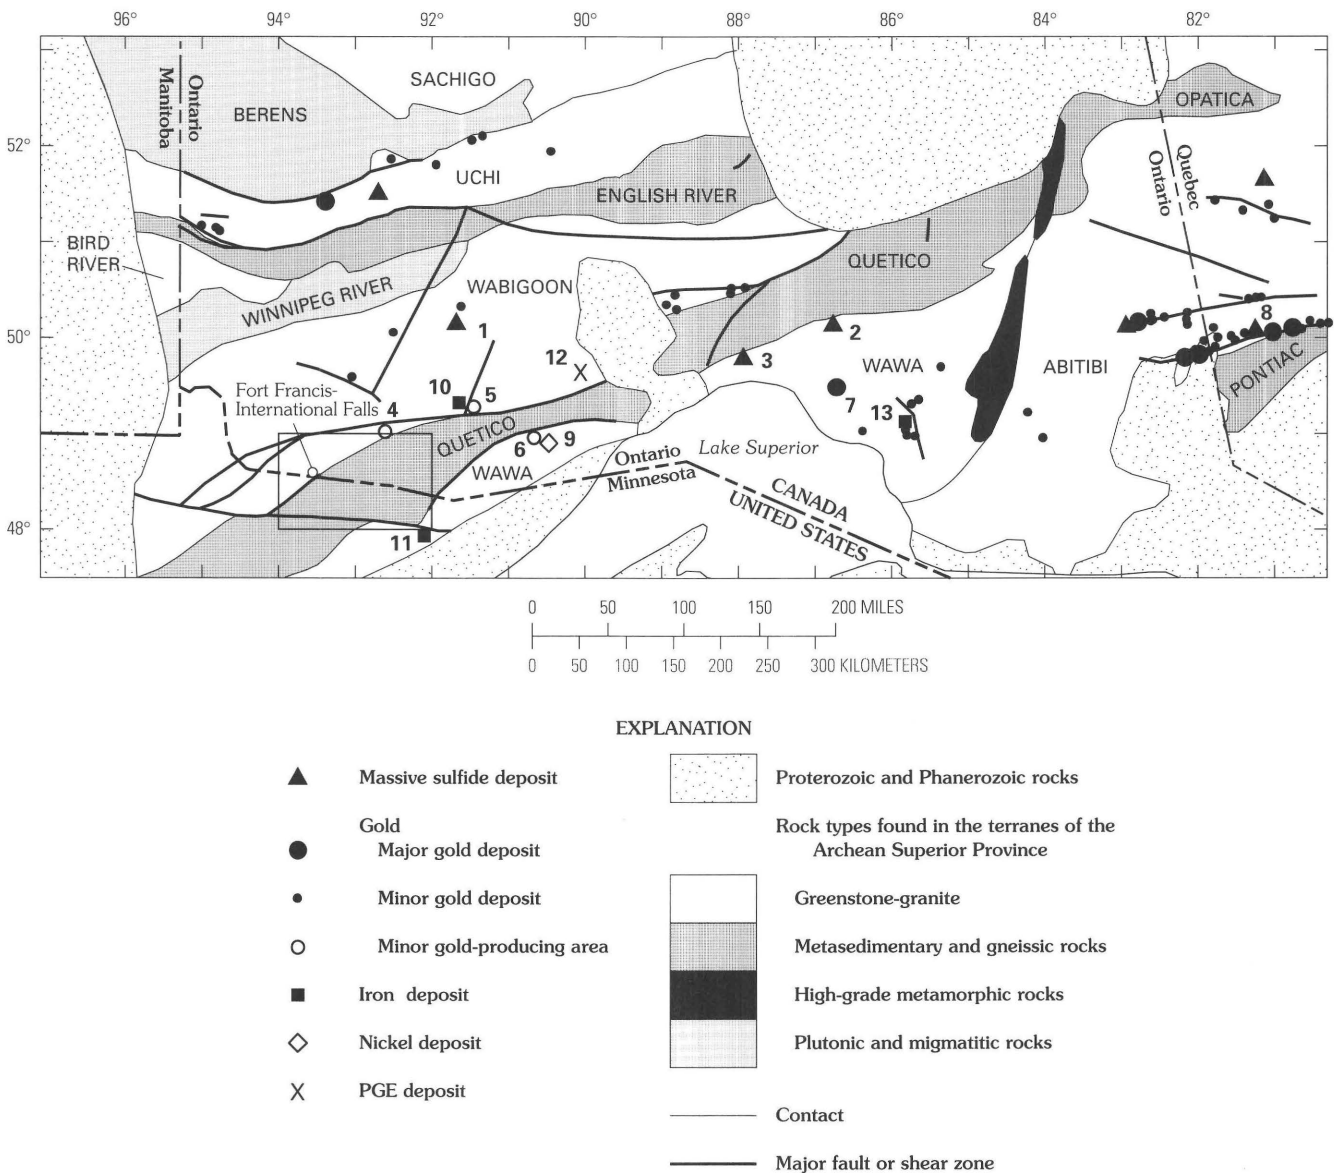 96°
94°
92°
90°
88°
86°
84°
82°
SACHIGO
BERENS
OPATICA
Ontario
Manitoba
52°
UCHI
ENGLISH RIVER
Quebec
Ontario
BIRD
RIVER
QUETICO
WABIGOON
WINNIPEG RIVER
50°
1
2
3
8
12
WAWA
ABITIBI
PONTIAC
Fort Francis-
International Falls
10
5
4
7
13
QUETICO
6
9
WAWA
Ontario
Minnesota
Lake Superior
CANADA
UNITED STATES
48°
11
0 50 100 150 200 MILES
0 50 100 150 200 250 300 KILOMETERS
EXPLANATION
Massive sulfide deposit
Gold
Major gold deposit
Minor gold deposit
Minor gold-producing area
Iron deposit
Nickel deposit
PGE deposit
Proterozoic and Phanerozoic rocks
Rock types found in the terranes of the
Archean Superior Province
Greenstone-granite
Metasedimentary and gneissic rocks
High-grade metamorphic rocks
Plutonic and migmatitic rocks
Contact
Major fault or shear zone